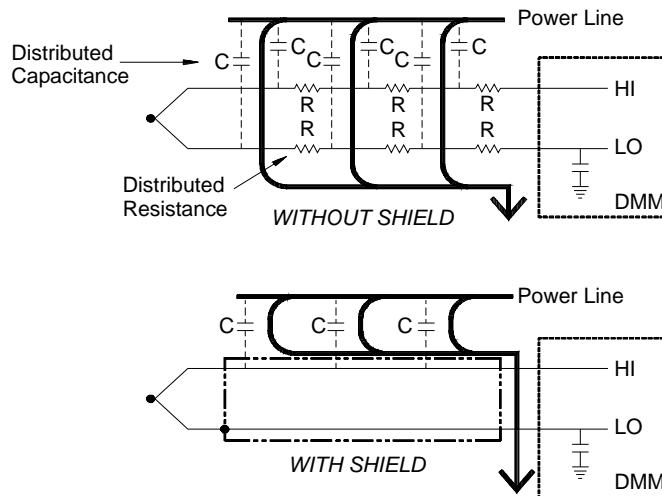 Power Line
Distributed
Capacitance
C C C C C C
HI
R R R
R R R
LO
Distributed
Resistance
WITHOUT SHIELD
DMM
Power Line
C C C
HI
LO
WITH SHIELD
DMM